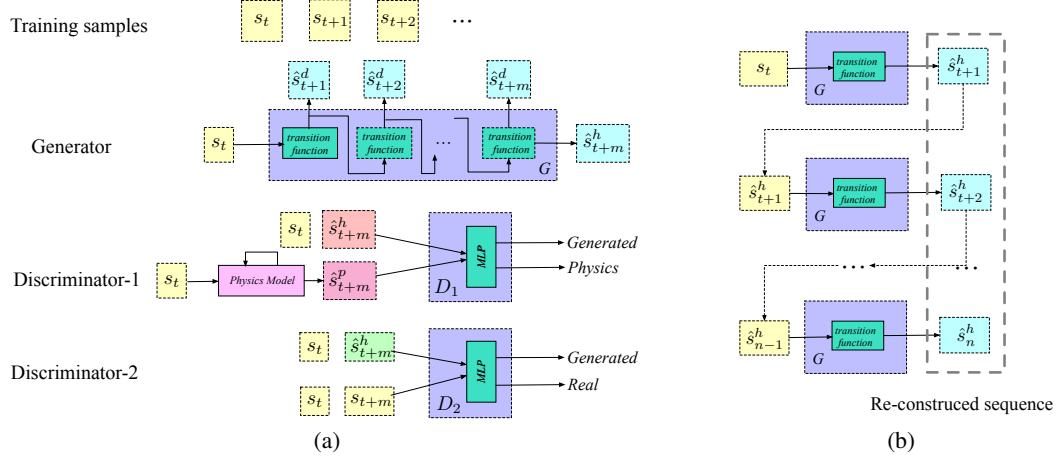 Training samples
s_t s_{t+1} s_{t+2} ...
ŝ^d_{t+1} ŝ^d_{t+2} ŝ^d_{t+m}
Generator
s_t
transition
function
transition
function
...
transition
function
ŝ^h_{t+m}
G
s_t ŝ^h_{t+m}
Discriminator-1
s_t
Physics Model
ŝ^p_{t+m}
MLP
D_1
Generated
Physics
Discriminator-2
s_t ŝ^h_{t+m}
s_t s_{t+m}
MLP
D_2
Generated
Real
(a)
s_t
transition
function
G
ŝ^h_{t+1}
ŝ^h_{t+1}
transition
function
G
ŝ^h_{t+2}
... ...
ŝ^h_{n-1}
transition
function
G
ŝ^h_n
Re-construced sequence
(b)